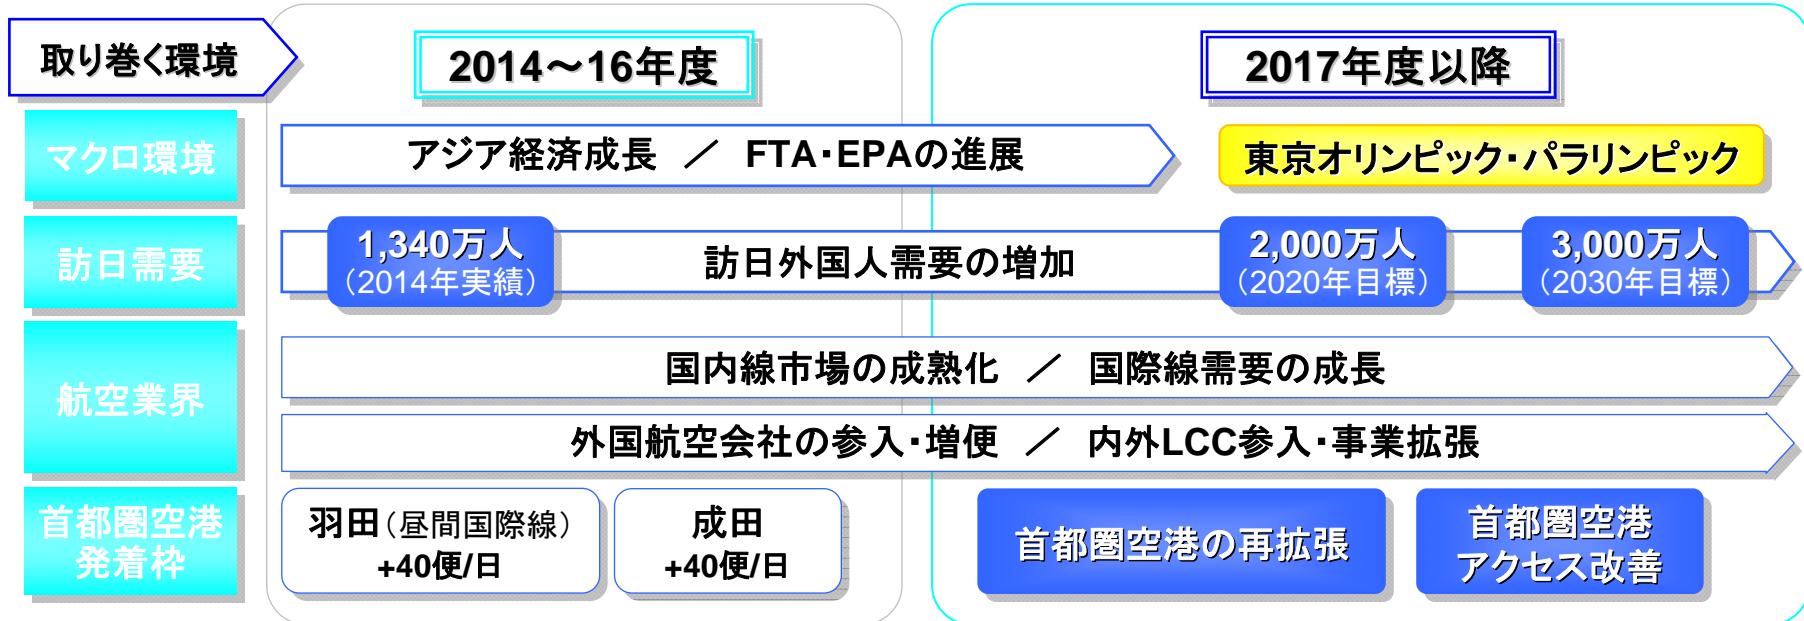 取り巻く環境
2014～16年度
2017年度以降
マクロ環境
アジア経済成長 ／ FTA・EPAの進展
東京オリンピック・パラリンピック
訪日需要
1,340万人
（2014年実績）
訪日外国人需要の増加
2,000万人
（2020年目標）
3,000万人
（2030年目標）
航空業界
国内線市場の成熟化 ／ 国際線需要の成長
外国航空会社の参入・増便 ／ 内外LCC参入・事業拡張
首都圏空港
発着枠
羽田（昼間国際線）
+40便/日
成田
+40便/日
首都圏空港の再拡張
首都圏空港
アクセス改善